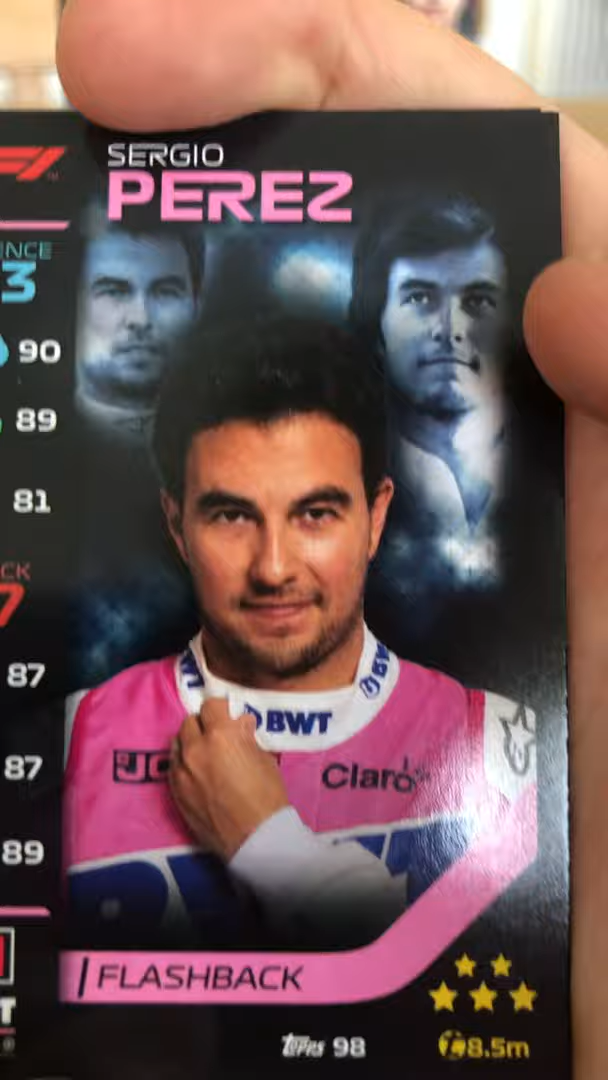 F1
SERGIO
PEREZ
NCE
3
90
89
81
CK
7
87
87
89
BWT
Claro
FLASHBACK
T
Topps 98
8.5m